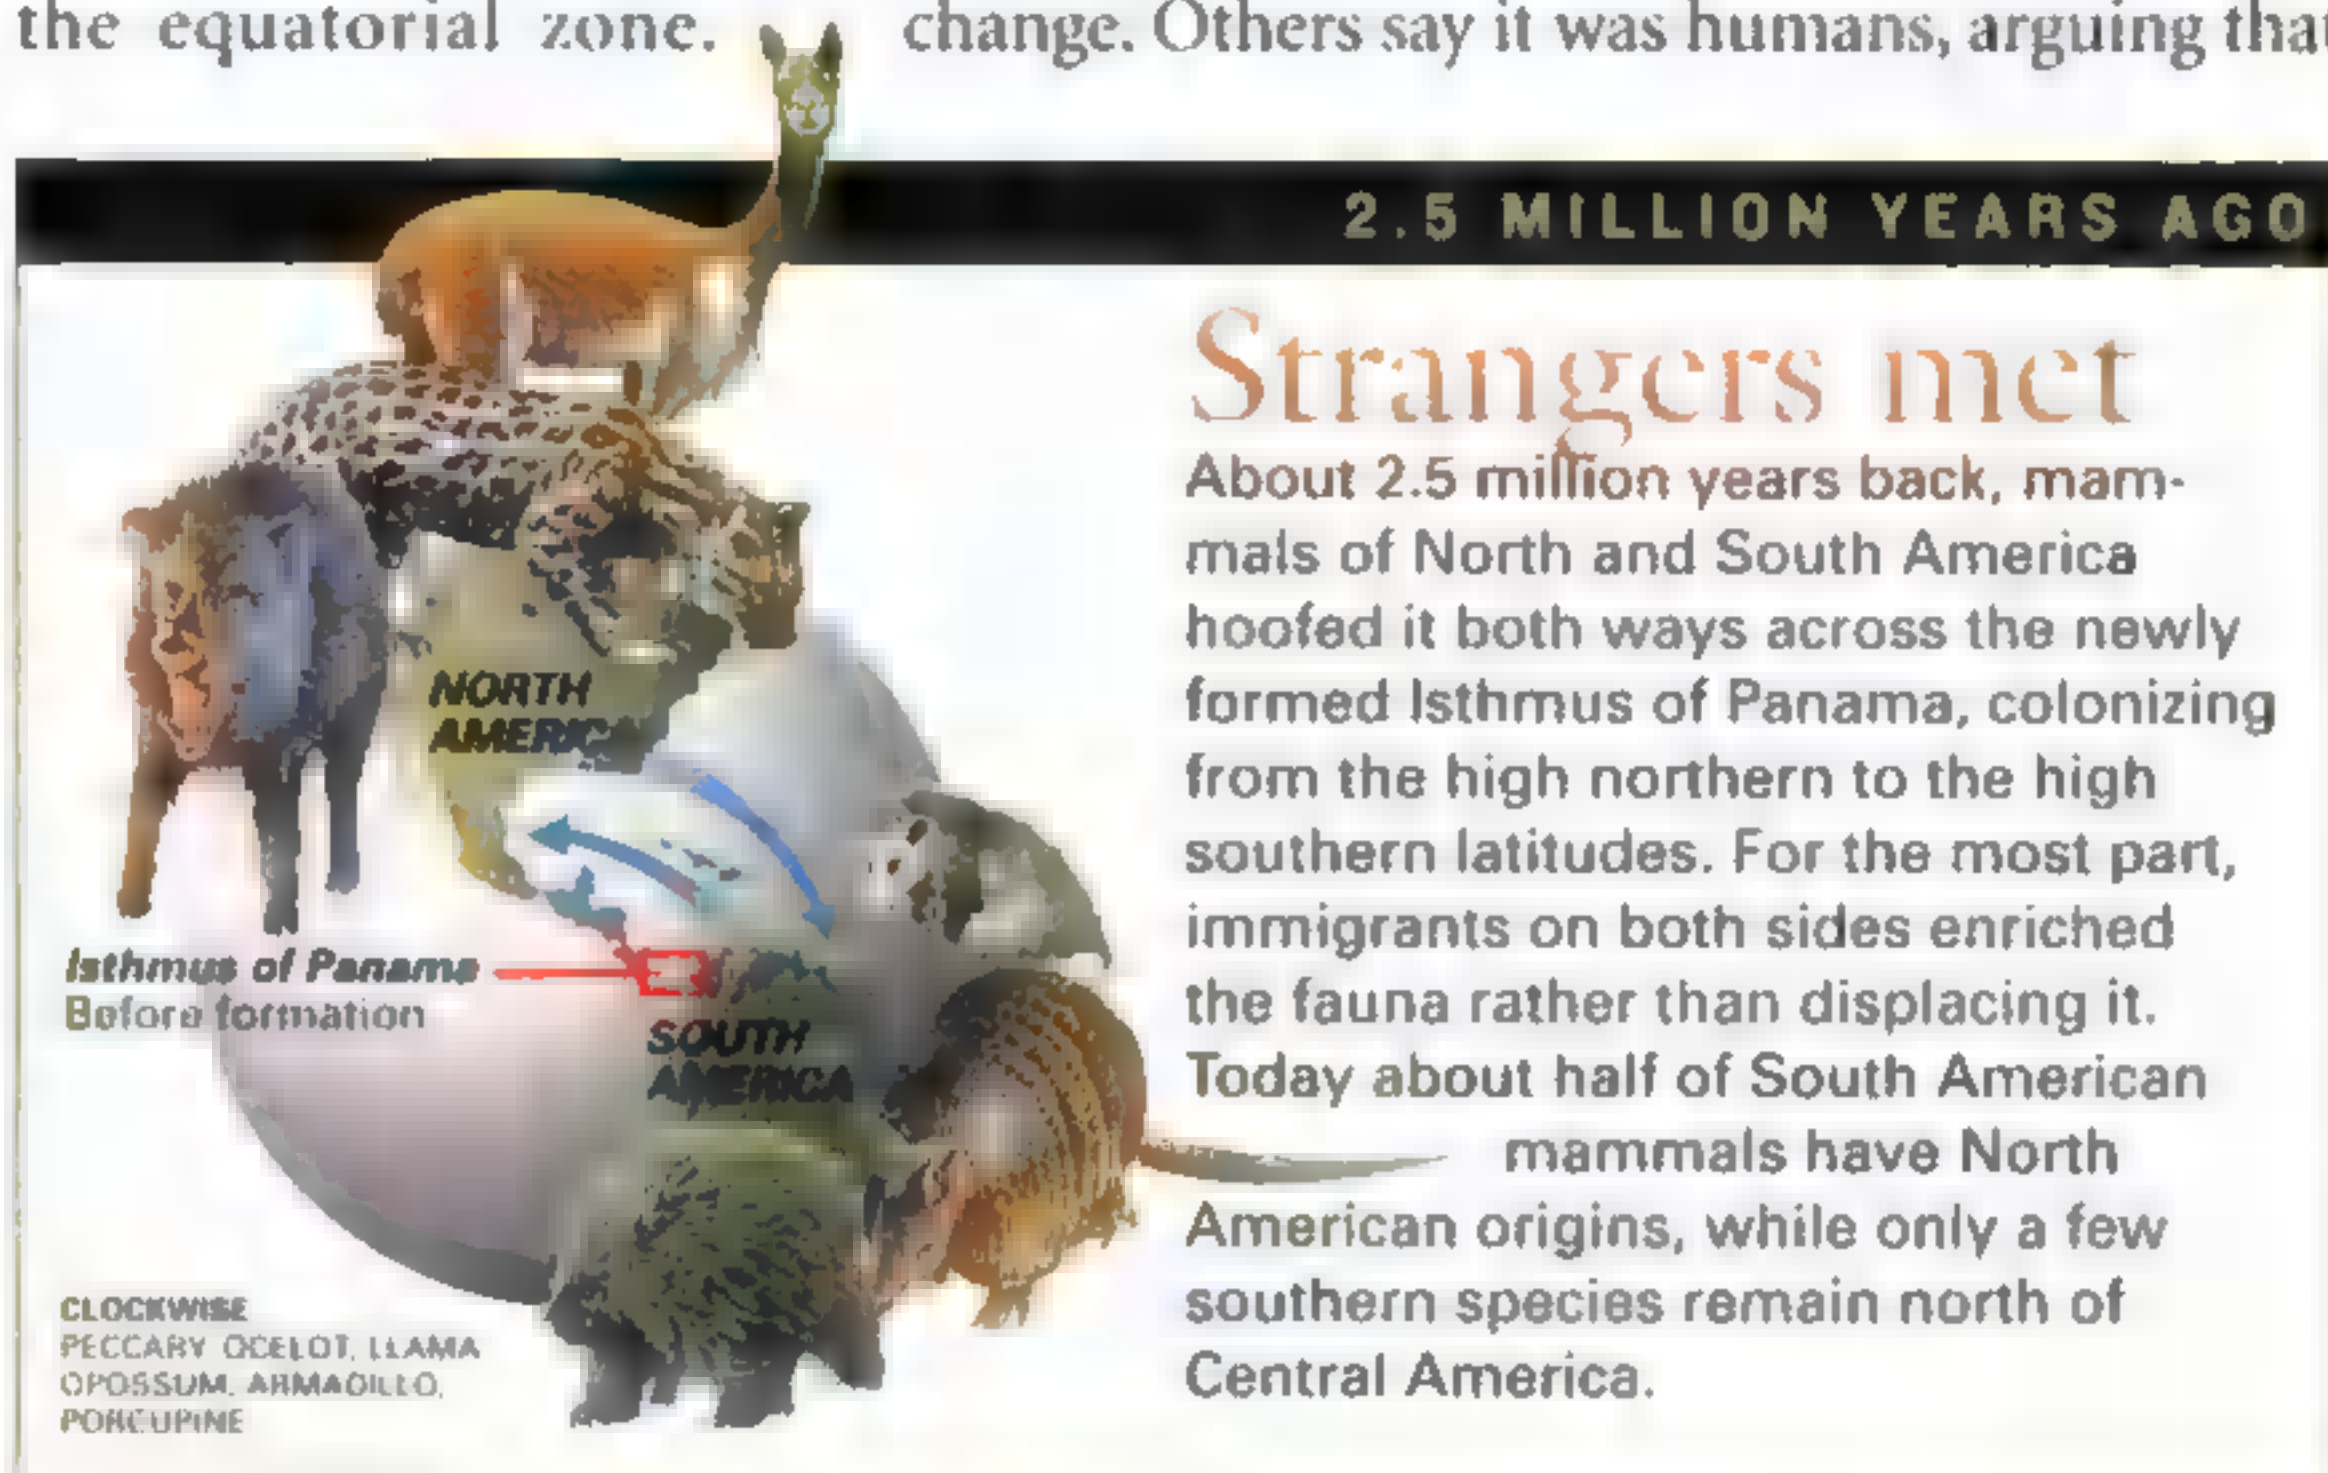 the equatorial zone.
change. Others say it was humans, arguing that
2.5 MILLION YEARS AGO
Strangers met
About 2.5 million years back, mam-
mals of North and South America
hoofed it both ways across the newly
formed Isthmus of Panama, colonizing
from the high northern to the high
southern latitudes. For the most part,
immigrants on both sides enriched
the fauna rather than displacing it.
Today about half of South American
mammals have North
American origins, while only a few
southern species remain north of
Central America.
NORTH
AMERICA
Isthmus of Panama
Before formation
SOUTH
AMERICA
CLOCKWISE
PECCARY OCELOT, LLAMA
OPOSSUM, ARMADILLO,
PORCUPINE